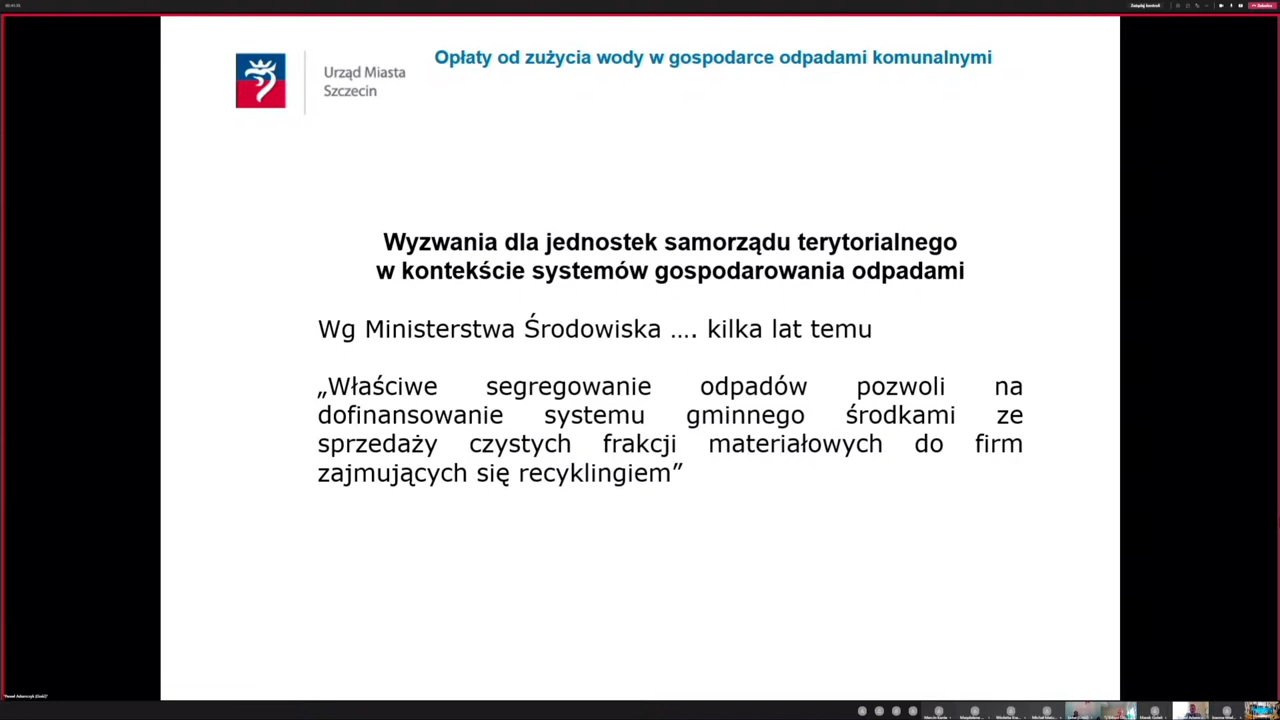 Zarządaj kontroli
Opłaty od zużycia wody w gospodarce odpadami komunalnymi
Urząd Miasta
Szczecin
Wyzwania dla jednostek samorządu terytorialnego
w kontekście systemów gospodarowania odpadami
Wg Ministerstwa Środowiska .... kilka lat temu
„Właściwe segregowanie odpadów pozwoli na
dofinansowanie systemu gminnego środkami ze
sprzedaży czystych frakcji materiałowych do firm
zajmujących się recyklingiem”